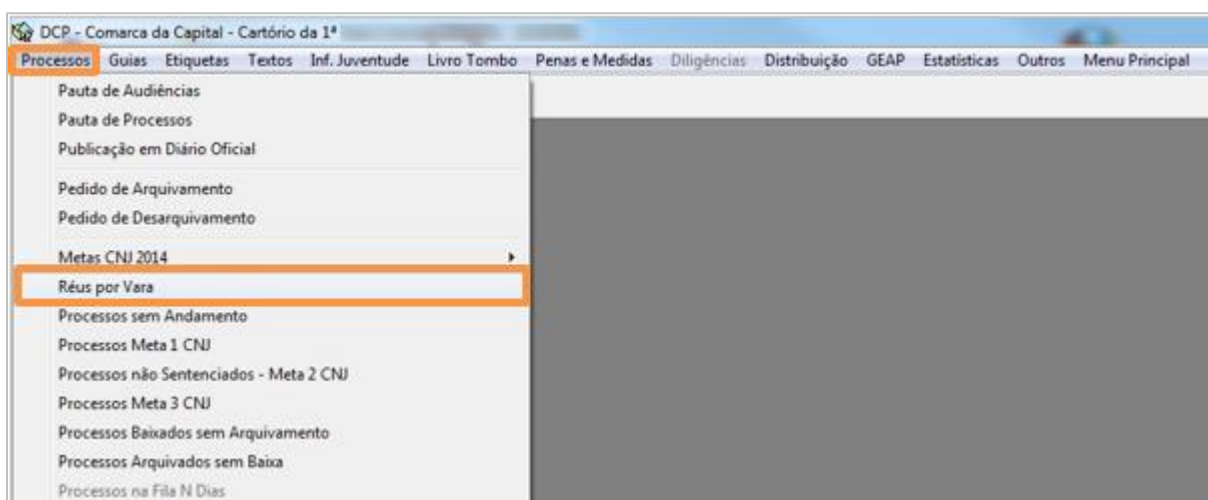 DCP - Comarca da Capital - Cartório da 1ª
Processos Guias Etiquetas Textos Inf. Juventude Livro Tombo Penas e Medidas Diligências Distribuição GEAP Estatísticas Outros Menu Principal
Pauta de Audiências
Pauta de Processos
Publicação em Diário Oficial
Pedido de Arquivamento
Pedido de Desarquivamento
Metas CNJ 2014
Réus por Vara
Processos sem Andamento
Processos Meta 1 CNJ
Processos não Sentenciados - Meta 2 CNJ
Processos Meta 3 CNJ
Processos Baixados sem Arquivamento
Processos Arquivados sem Baixa
Processos na Fila N Dias